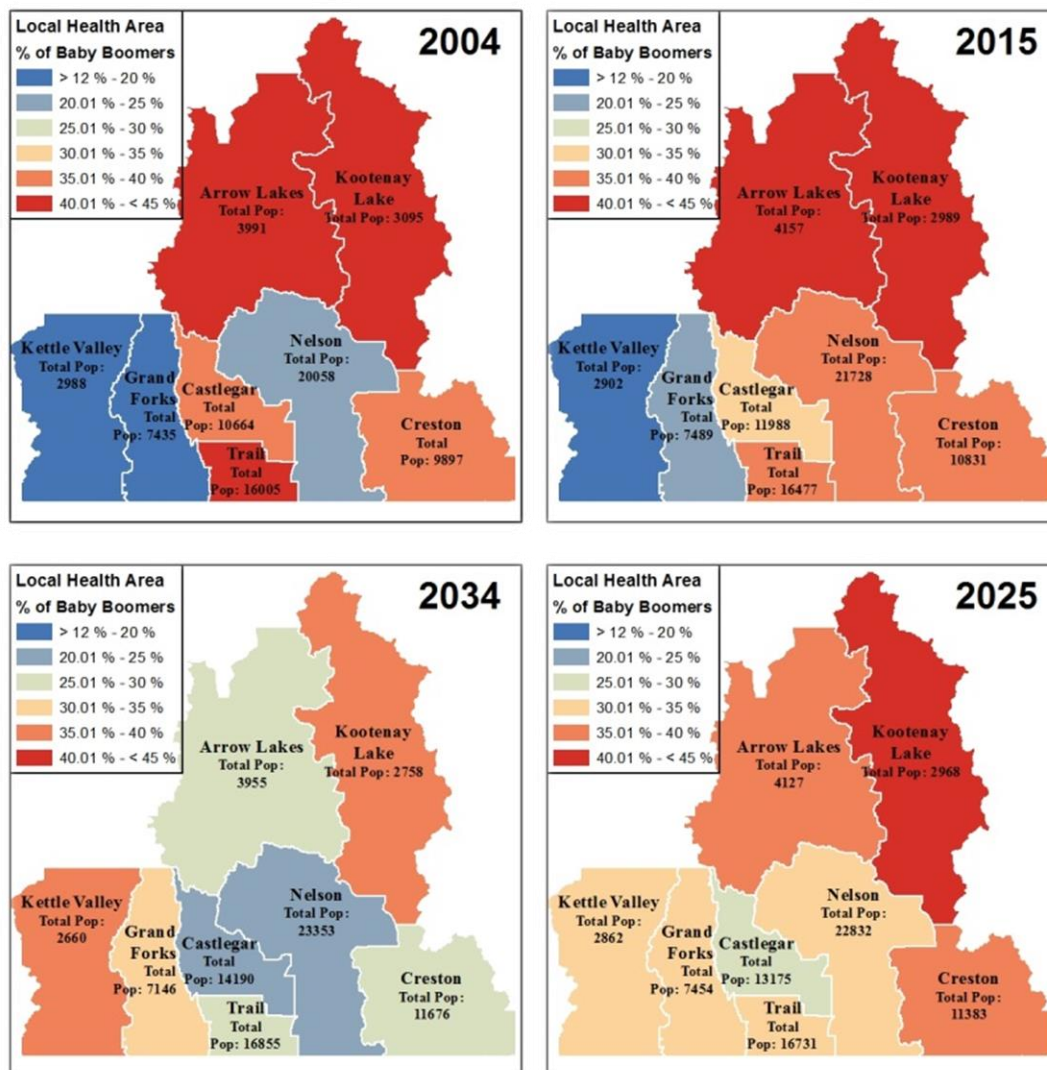 Local Health Area
% of Baby Boomers
> 12 % - 20 %
20.01 % - 25 %
25.01 % - 30 %
30.01 % - 35 %
35.01 % - 40 %
40.01 % - < 45 %
2004
Arrow Lakes
Total Pop:
3991
Kootenay
Lake
Total Pop: 3095
Kettle Valley
Total Pop:
2988
Grand
Forks
Total
Pop: 7435
Castlegar
Total
Pop: 10664
Nelson
Total Pop:
20058
Trail
Total
Pop: 16005
Creston
Total
Pop: 9897
Local Health Area
% of Baby Boomers
> 12 % - 20 %
20.01 % - 25 %
25.01 % - 30 %
30.01 % - 35 %
35.01 % - 40 %
40.01 % - < 45 %
2015
Arrow Lakes
Total Pop:
4157
Kootenay
Lake
Total Pop: 2989
Kettle Valley
Total Pop:
2902
Grand
Forks
Total
Pop: 7489
Castlegar
Total
Pop: 11988
Nelson
Total Pop:
21728
Trail
Total
Pop: 16477
Creston
Total Pop:
10831
Local Health Area
% of Baby Boomers
> 12 % - 20 %
20.01 % - 25 %
25.01 % - 30 %
30.01 % - 35 %
35.01 % - 40 %
40.01 % - < 45 %
2034
Arrow Lakes
Total Pop:
3955
Kootenay
Lake
Total Pop: 2758
Kettle Valley
Total Pop:
2660
Grand
Forks
Total
Pop: 7146
Castlegar
Total
Pop: 14190
Nelson
Total Pop:
23353
Trail
Total
Pop: 16855
Creston
Total Pop:
11676
Local Health Area
% of Baby Boomers
> 12 % - 20 %
20.01 % - 25 %
25.01 % - 30 %
30.01 % - 35 %
35.01 % - 40 %
40.01 % - < 45 %
2025
Arrow Lakes
Total Pop:
4127
Kootenay
Lake
Total Pop: 2968
Kettle Valley
Total Pop:
2862
Grand
Forks
Total
Pop: 7454
Castlegar
Total
Pop: 13175
Nelson
Total Pop:
22832
Trail
Total
Pop: 16731
Creston
Total Pop:
11383